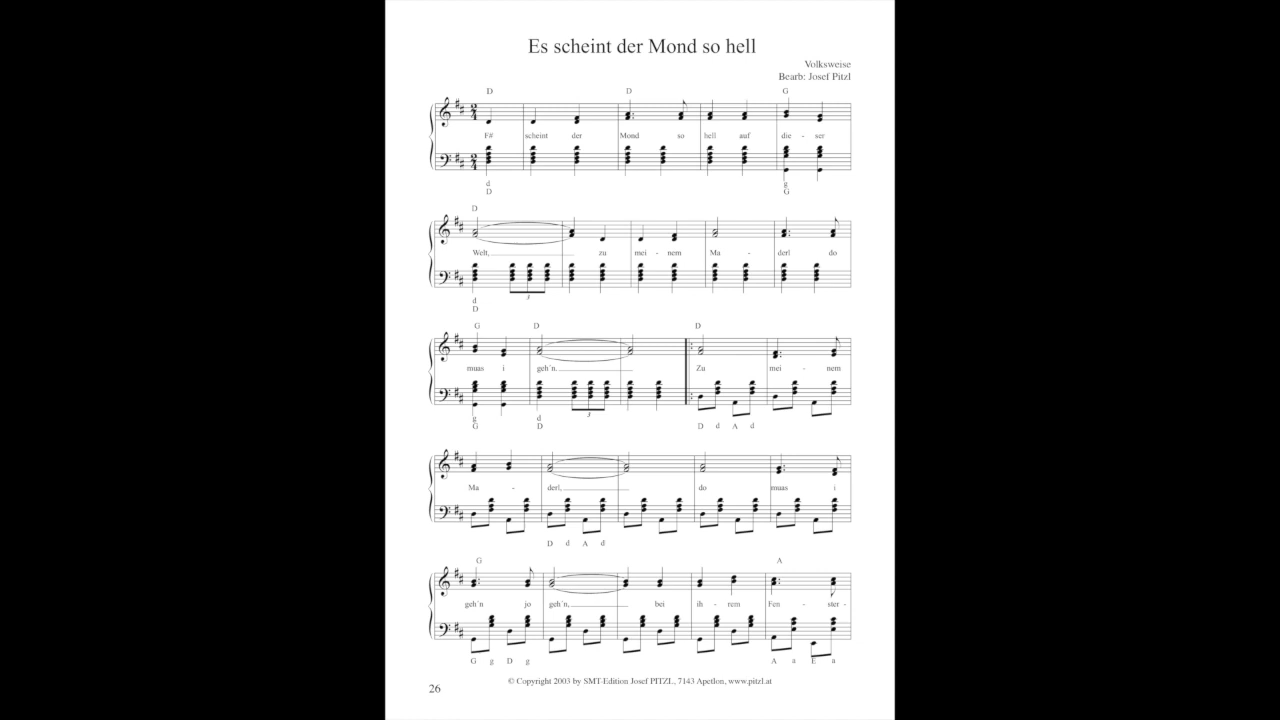 Es scheint der Mond so hell
Volksweise
Bearb: Josef Pitzl
D D G
F# scheint der Mond so hell auf die - ser
d g
D G
D
Welt, zu mei - nem Ma - derl do
3
d
D
G D D
muas i geh'n. Zu mei - nem
3
g d
G D D d A d
Ma - derl, do muas i
D d A d
G A
geh'n jo geh'n, bei ih - rem Fen - ster -
G g D g A a E a
© Copyright 2003 by SMT-Edition Josef PITZL, 7143 Apetlon, www.pitzl.at
26